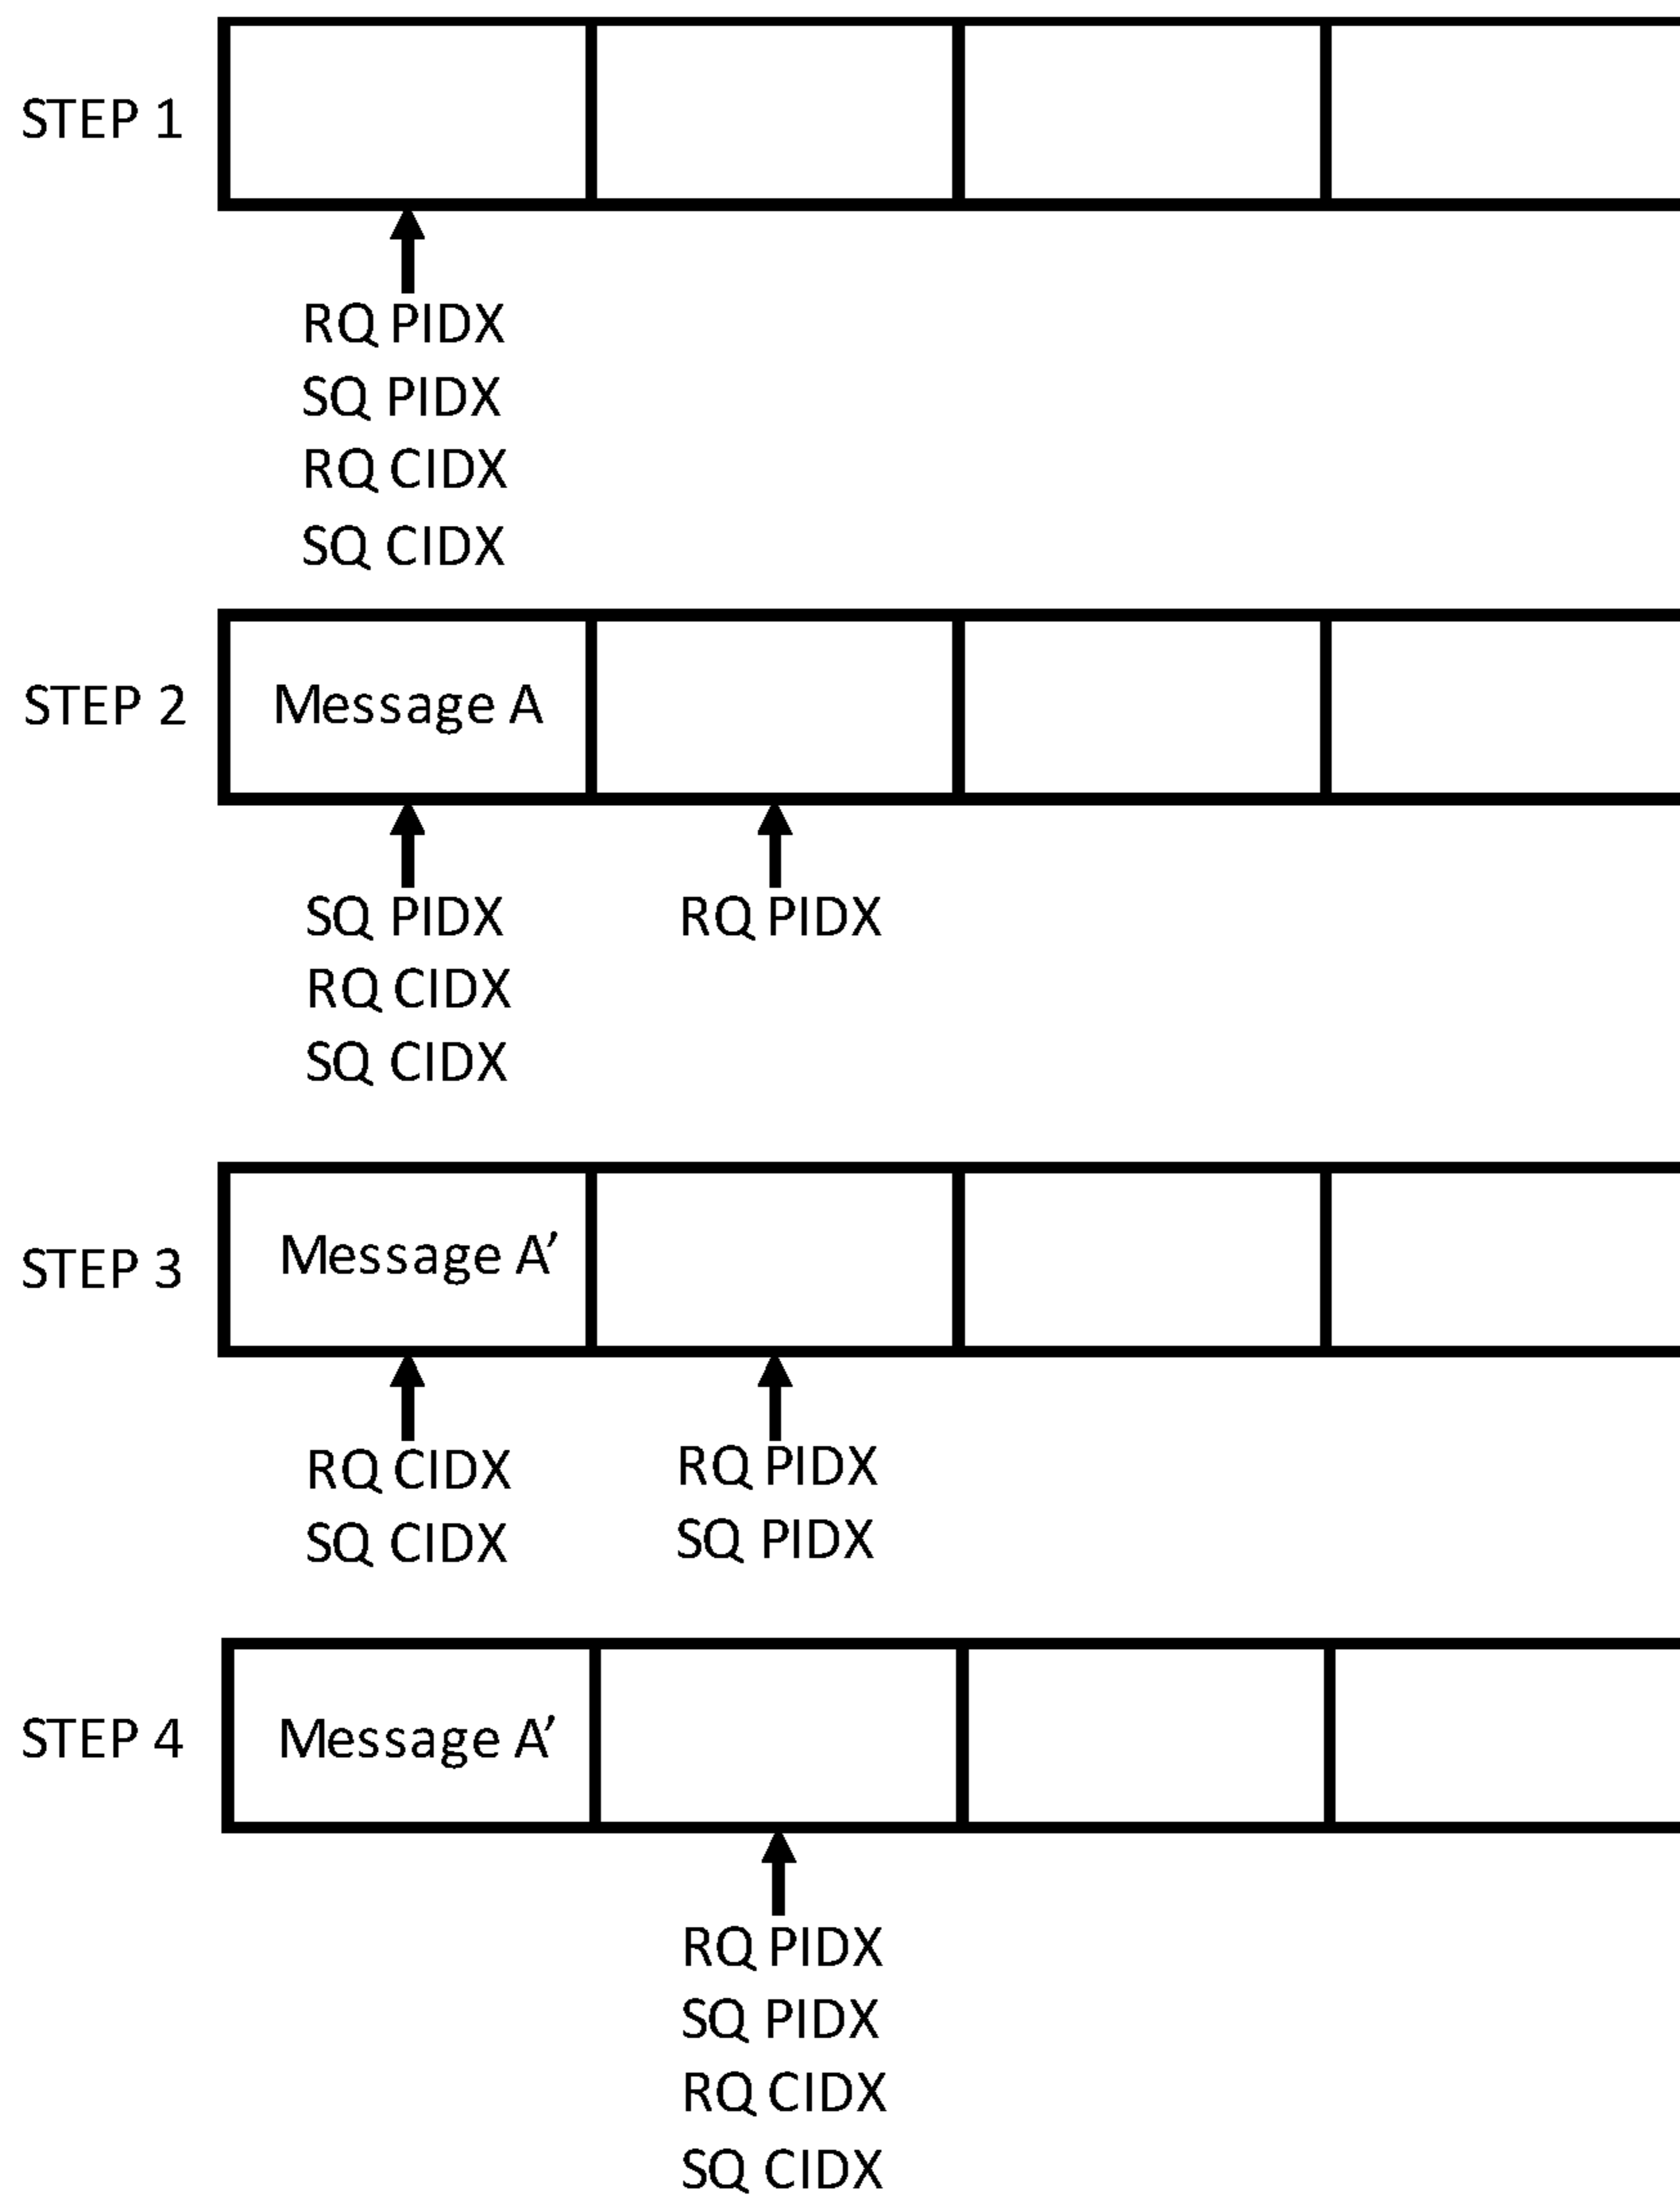 STEP 1
RQ PIDX
SQ PIDX
RQ CIDX
SQ CIDX
STEP 2
Message A
SQ PIDX
RQ CIDX
SQ CIDX
RQ PIDX
STEP 3
Message A’
RQ CIDX
SQ CIDX
RQ PIDX
SQ PIDX
STEP 4
Message A’
RQ PIDX
SQ PIDX
RQ CIDX
SQ CIDX